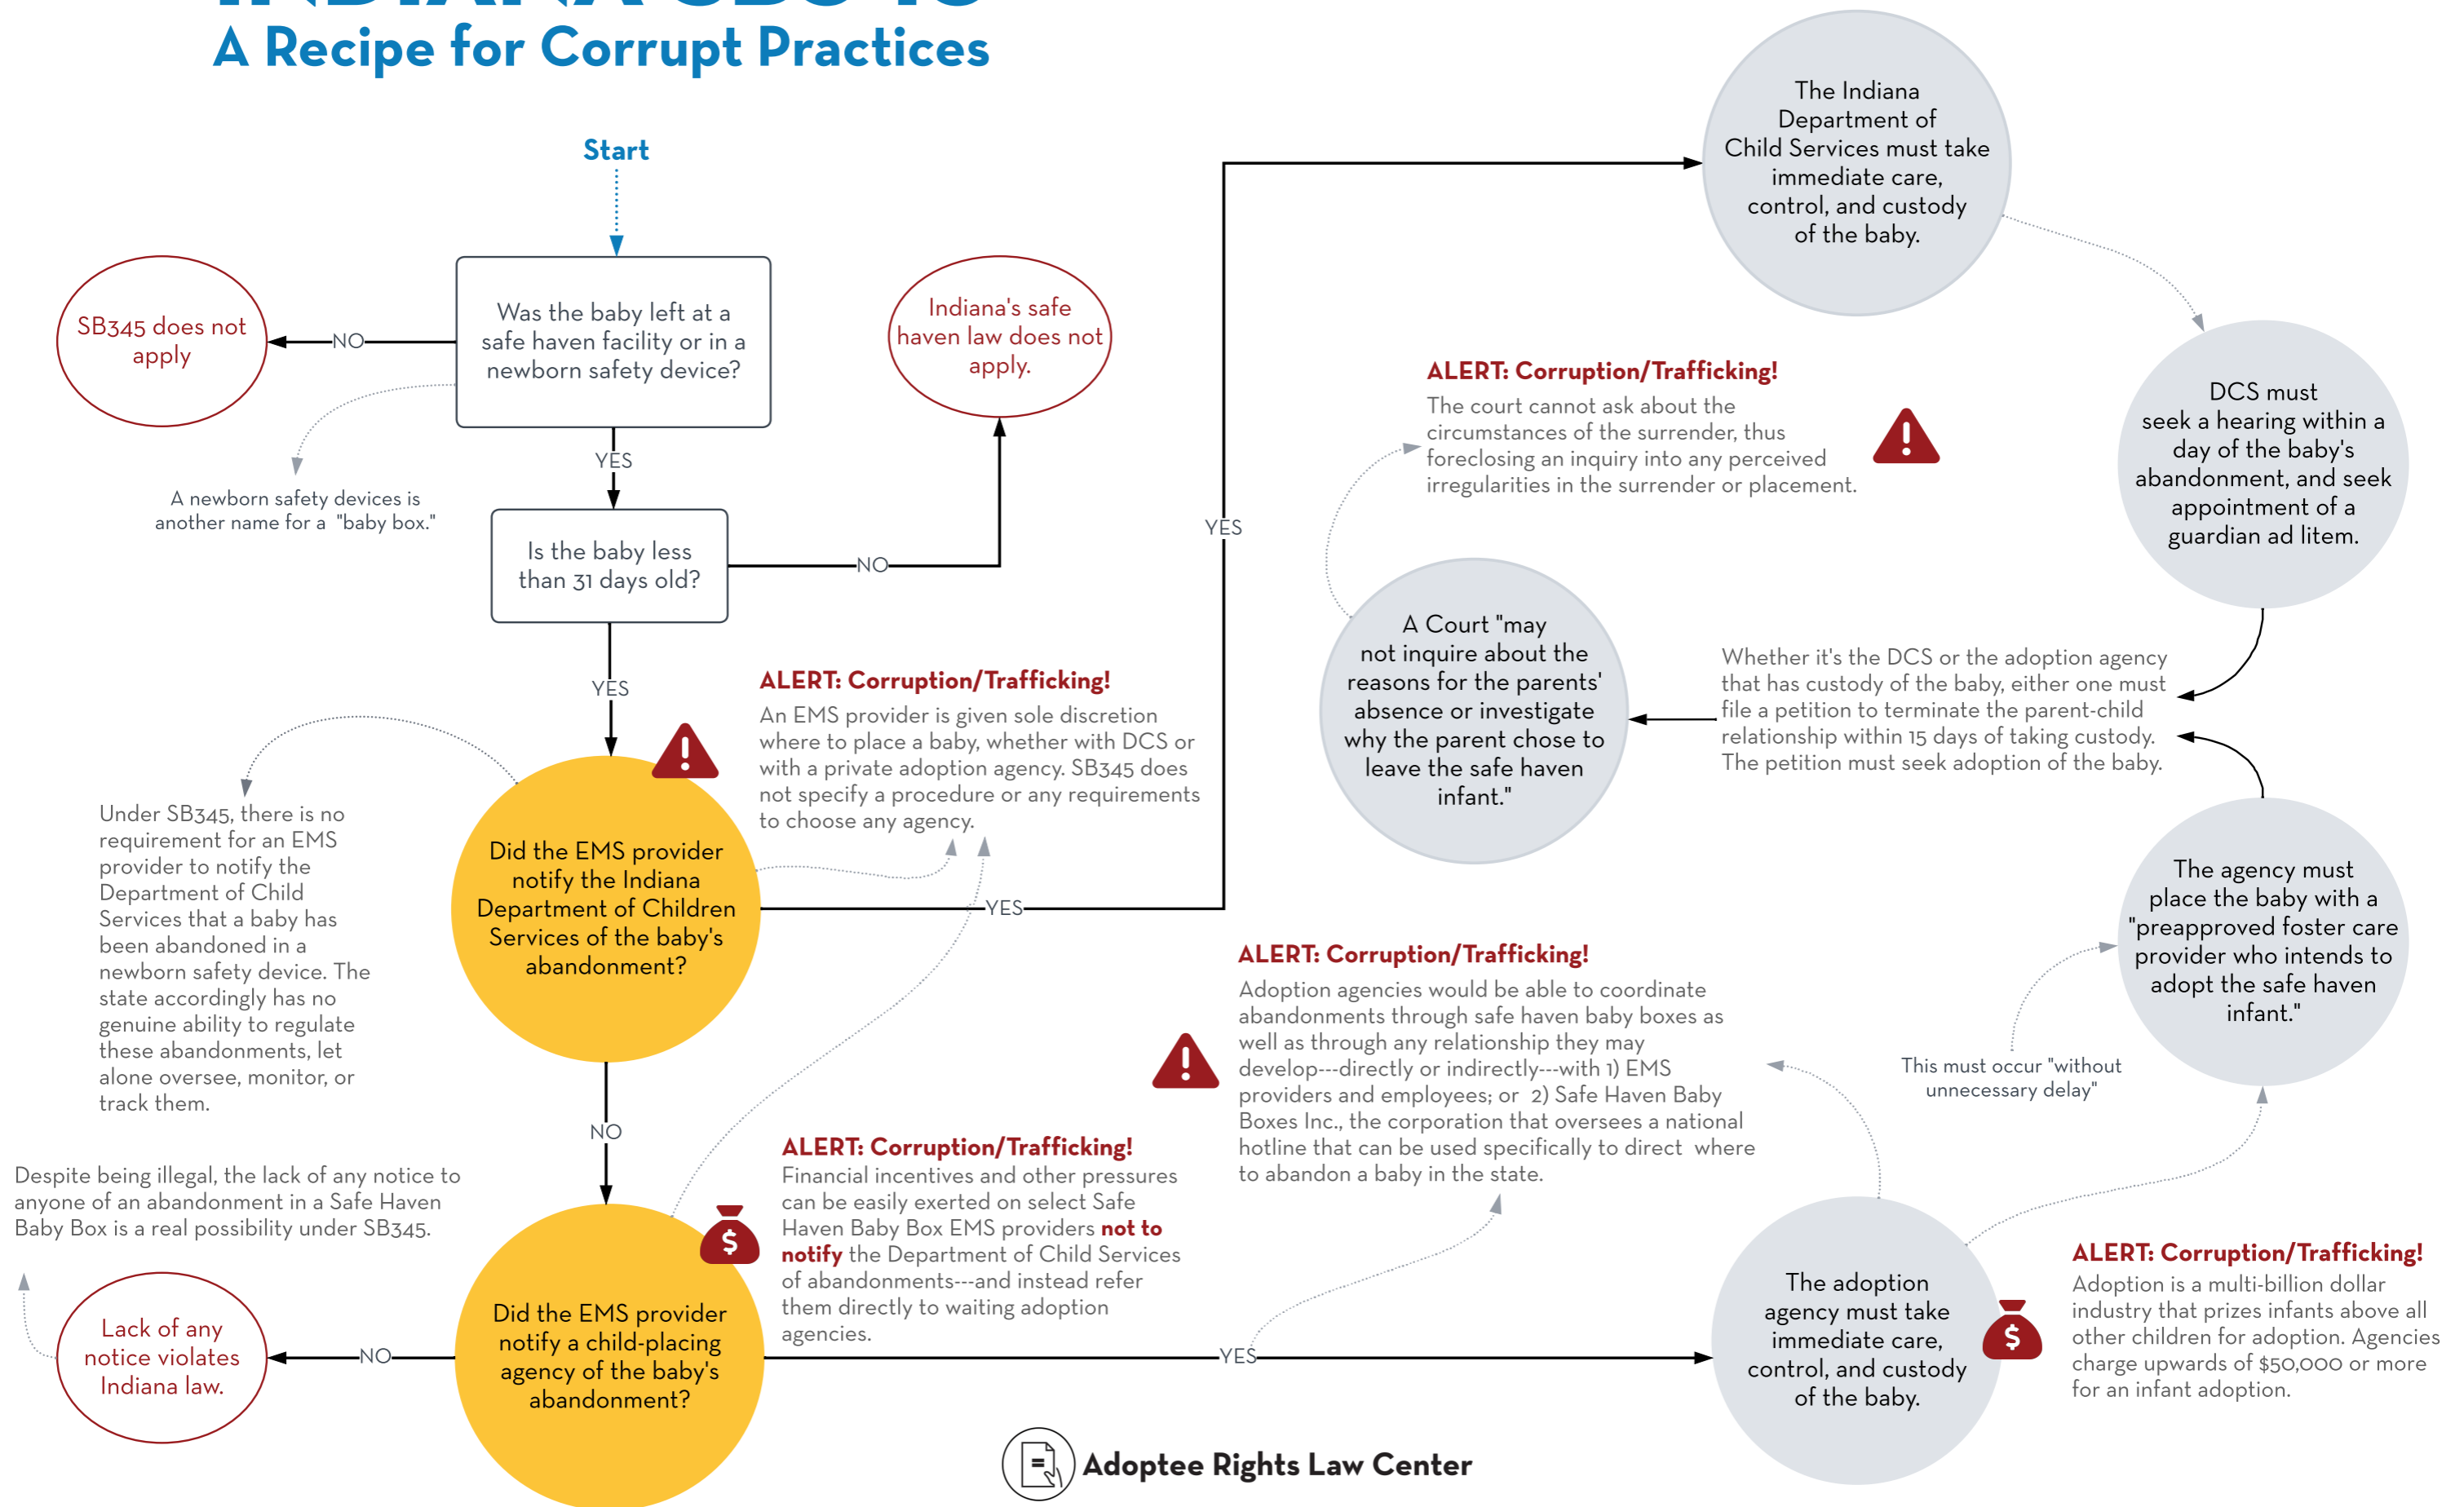 A Recipe for Corrupt Practices
Start
Was the baby left at a
safe haven facility or in a
newborn safety device?
NO
SB345 does not
apply
A newborn safety devices is
another name for a "baby box."
YES
Is the baby less
than 31 days old?
NO
Indiana's safe
haven law does not
apply.
YES
Did the EMS provider
notify the Indiana
Department of Children
Services of the baby's
abandonment?
ALERT: Corruption/Trafficking!
An EMS provider is given sole discretion
where to place a baby, whether with DCS or
with a private adoption agency. SB345 does
not specify a procedure or any requirements
to choose any agency.
Under SB345, there is no
requirement for an EMS
provider to notify the
Department of Child
Services that a baby has
been abandoned in a
newborn safety device. The
state accordingly has no
genuine ability to regulate
these abandonments, let
alone oversee, monitor, or
track them.
YES
YES
The Indiana
Department of
Child Services must take
immediate care,
control, and custody
of the baby.
DCS must
seek a hearing within a
day of the baby's
abandonment, and seek
appointment of a
guardian ad litem.
Whether it's the DCS or the adoption agency
that has custody of the baby, either one must
file a petition to terminate the parent-child
relationship within 15 days of taking custody.
The petition must seek adoption of the baby.
A Court "may
not inquire about the
reasons for the parents'
absence or investigate
why the parent chose to
leave the safe haven
infant."
ALERT: Corruption/Trafficking!
The court cannot ask about the
circumstances of the surrender, thus
foreclosing an inquiry into any perceived
irregularities in the surrender or placement.
NO
Did the EMS provider
notify a child-placing
agency of the baby's
abandonment?
$
ALERT: Corruption/Trafficking!
Financial incentives and other pressures
can be easily exerted on select Safe
Haven Baby Box EMS providers not to
notify the Department of Child Services
of abandonments---and instead refer
them directly to waiting adoption
agencies.
NO
Lack of any
notice violates
Indiana law.
Despite being illegal, the lack of any notice to
anyone of an abandonment in a Safe Haven
Baby Box is a real possibility under SB345.
YES
ALERT: Corruption/Trafficking!
Adoption agencies would be able to coordinate
abandonments through safe haven baby boxes as
well as through any relationship they may
develop---directly or indirectly---with 1) EMS
providers and employees; or 2) Safe Haven Baby
Boxes Inc., the corporation that oversees a national
hotline that can be used specifically to direct where
to abandon a baby in the state.
The adoption
agency must take
immediate care,
control, and custody
of the baby.
$
ALERT: Corruption/Trafficking!
Adoption is a multi-billion dollar
industry that prizes infants above all
other children for adoption. Agencies
charge upwards of $50,000 or more
for an infant adoption.
The agency must
place the baby with a
"preapproved foster care
provider who intends to
adopt the safe haven
infant."
This must occur "without
unnecessary delay"
Adoptee Rights Law Center